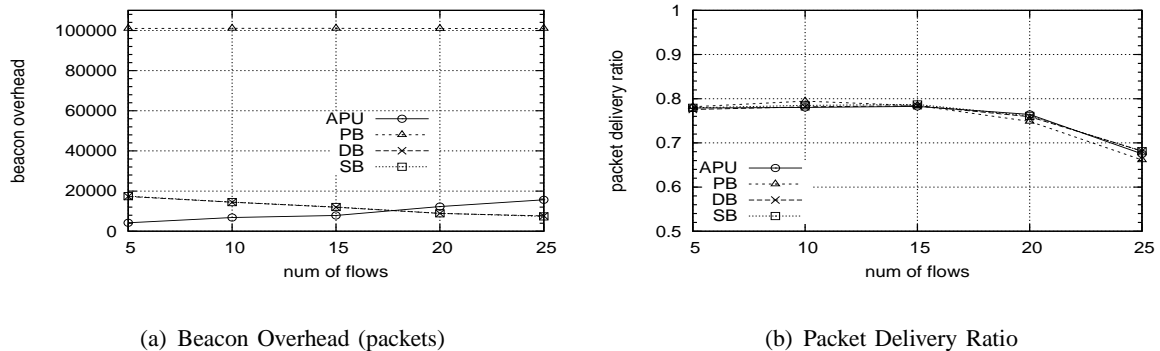 100000
80000
60000
40000
20000
0
beacon overhead
APU
PB
DB
SB
5 10 15 20 25
num of flows
(a) Beacon Overhead (packets)
1
0.9
0.8
0.7
0.6
0.5
packet delivery ratio
APU
PB
DB
SB
5 10 15 20 25
num of flows
(b) Packet Delivery Ratio